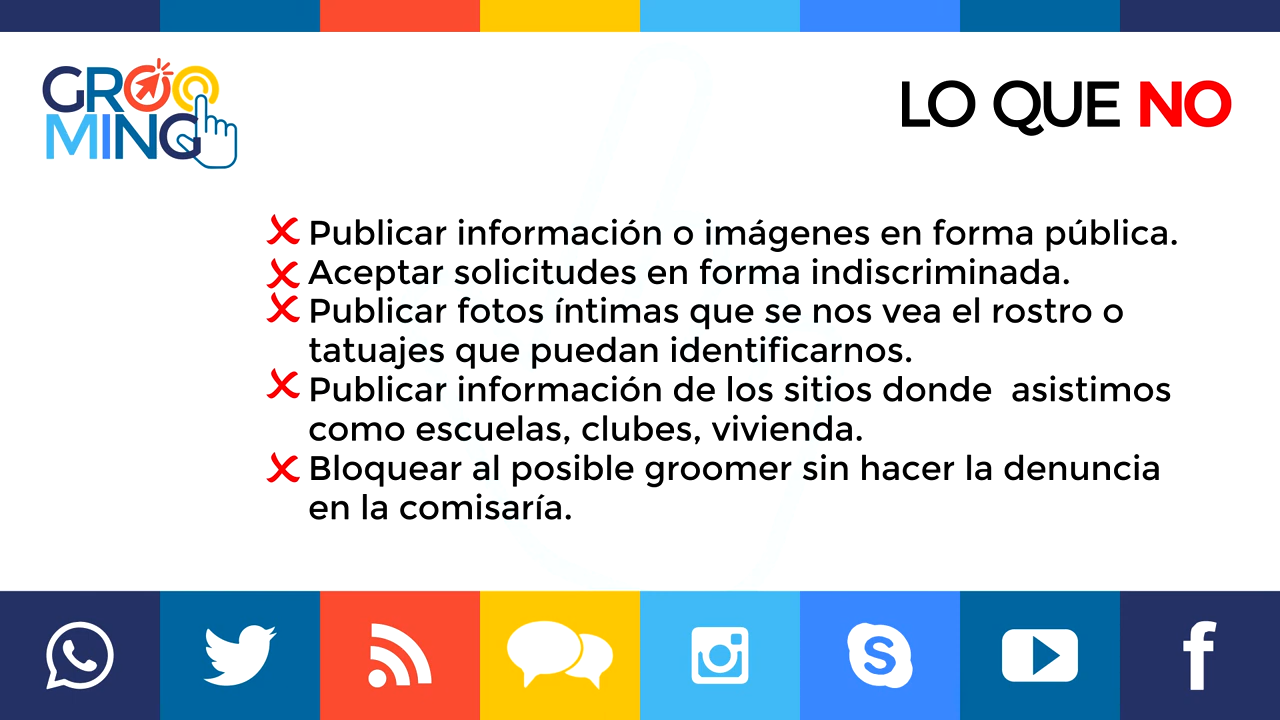 GROO
MING
LO QUE NO
Publicar información o imágenes en forma pública.
Aceptar solicitudes en forma indiscriminada.
Publicar fotos íntimas que se nos vea el rostro o
tatuajes que puedan identificarnos.
Publicar información de los sitios donde  asistimos
como escuelas, clubes, vivienda.
Bloquear al posible groomer sin hacer la denuncia
en la comisaría.